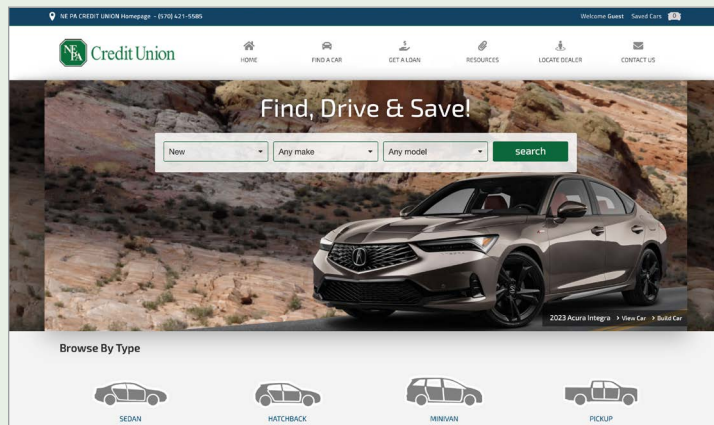 NE PA CREDIT UNION Homepage - (570) 421-5585
Welcome Guest Saved Cars 0
NEPA Credit Union
HOME
FIND A CAR
GET A LOAN
RESOURCES
LOCATE DEALER
CONTACT US
Find, Drive & Save!
New
Any make
Any model
search
2023 Acura Integra > View Car > Build Car
Browse By Type
SEDAN
HATCHBACK
MINIVAN
PICKUP